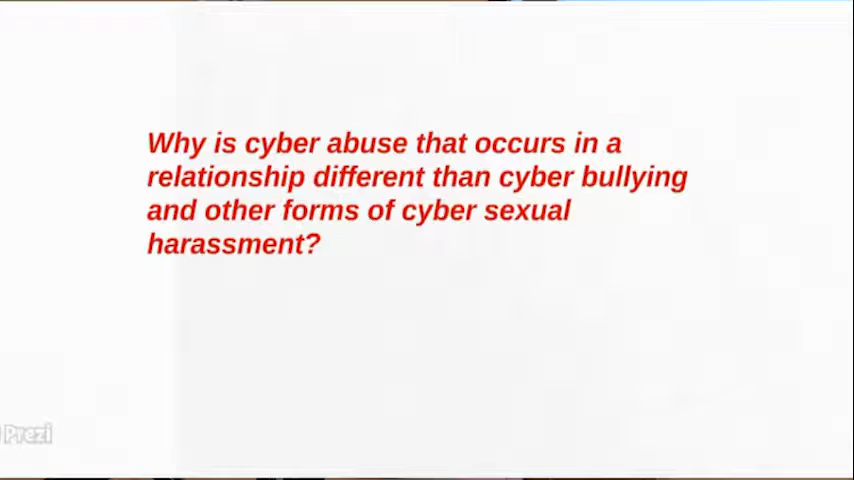 Why is cyber abuse that occurs in a
relationship different than cyber bullying
and other forms of cyber sexual
harassment?
Prezi